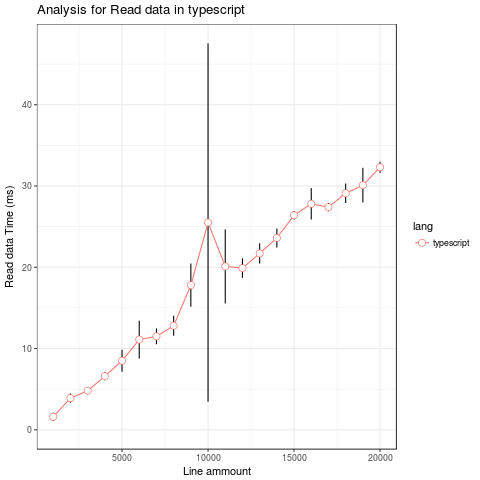 Analysis for Read data in typescript
Read data Time (ms)
40
30
20
10
0
5000
10000
15000
20000
Line ammount
lang
typescript